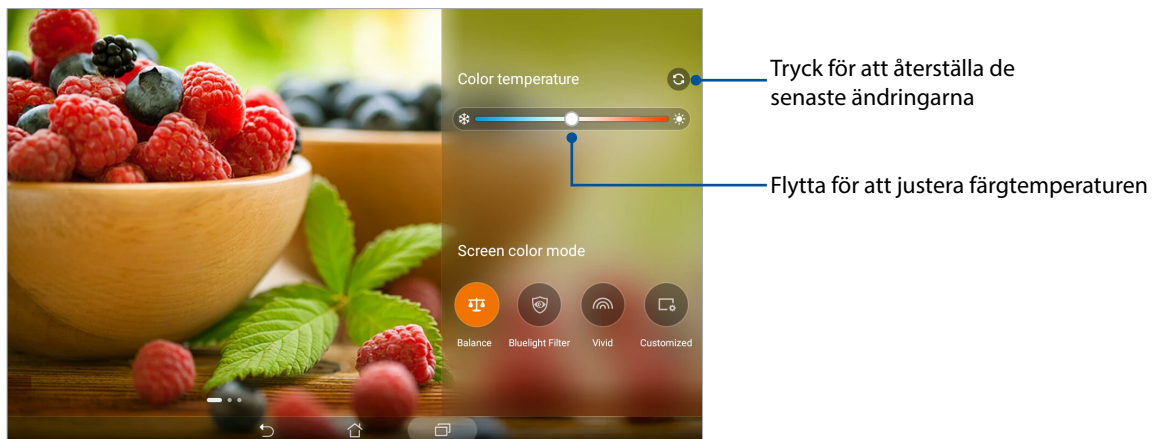 Color temperature
Tryck för att återställa de
senaste ändringarna
Flytta för att justera färgtemperaturen
Screen color mode
Balance
Bluelight Filter
Vivid
Customized